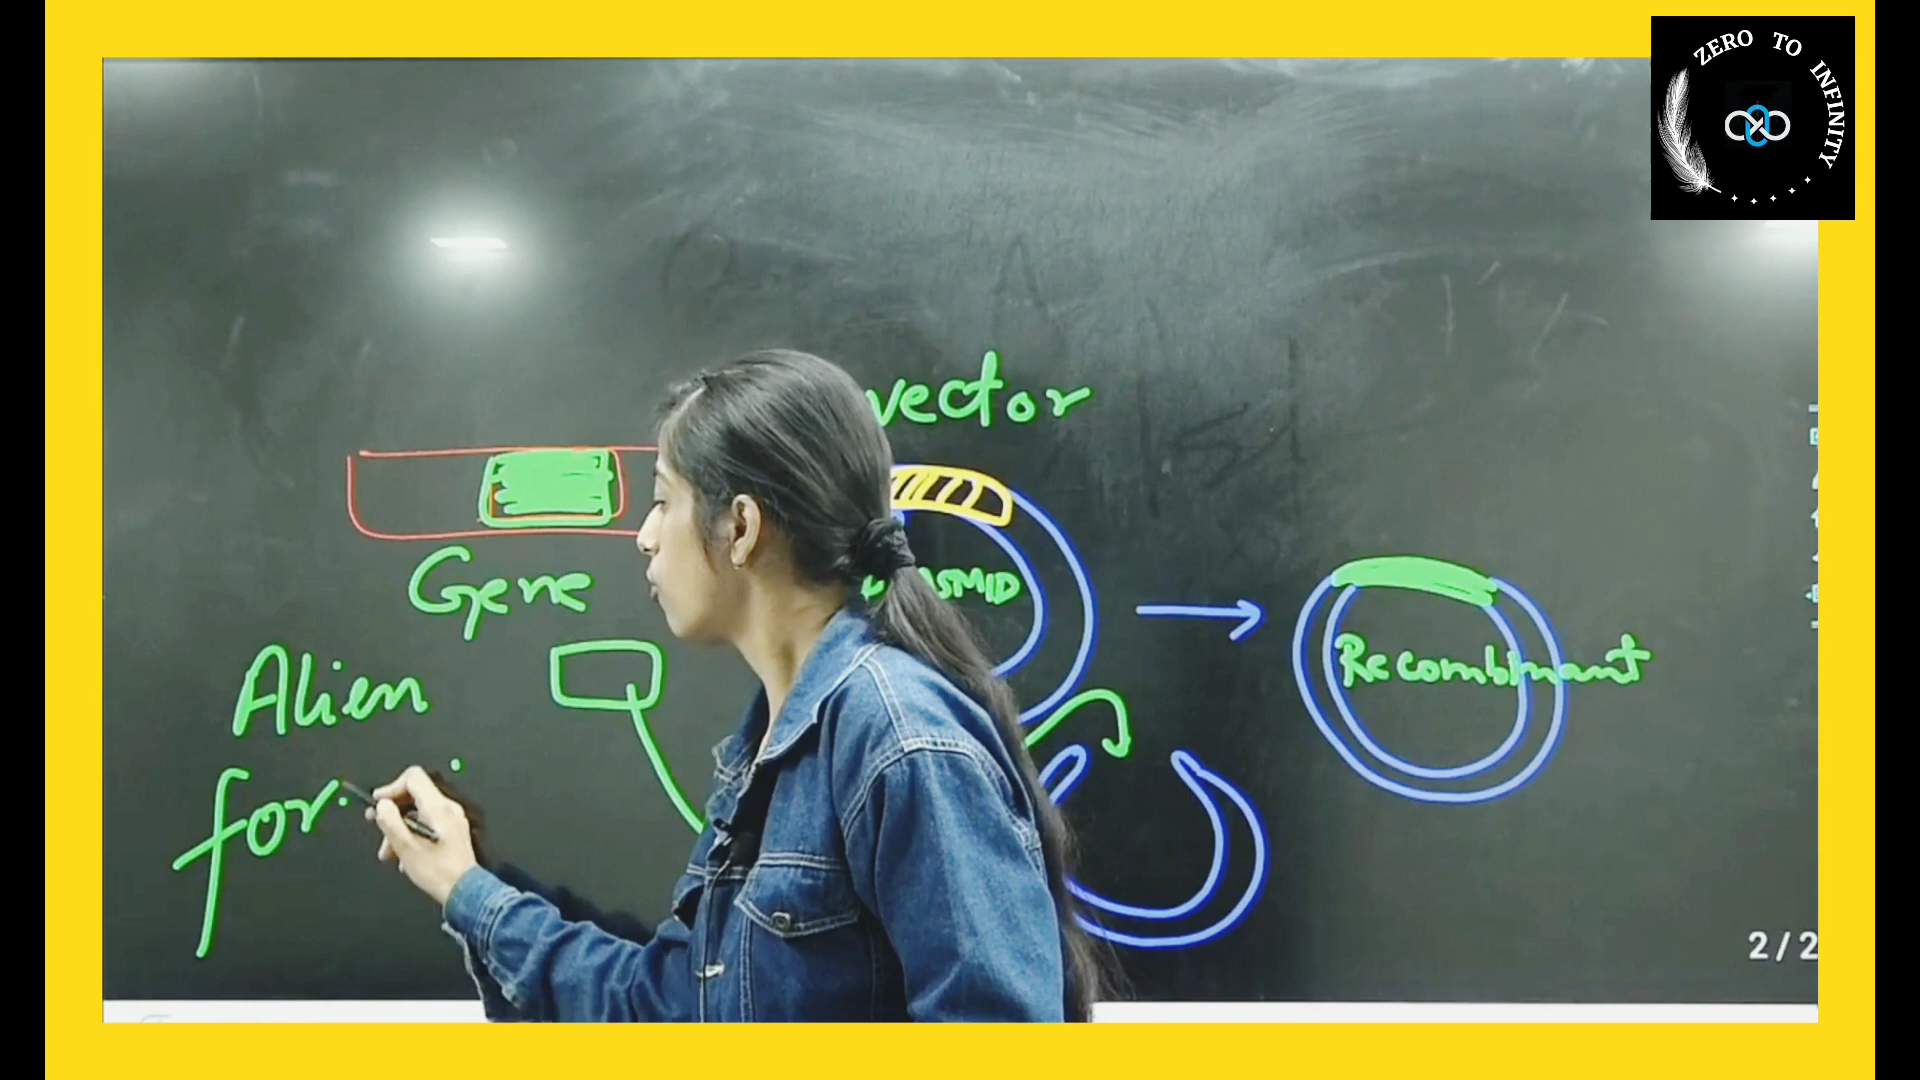 ZERO TO INFINITY
vector
Gene
Recombinant
Alien
for
2/2